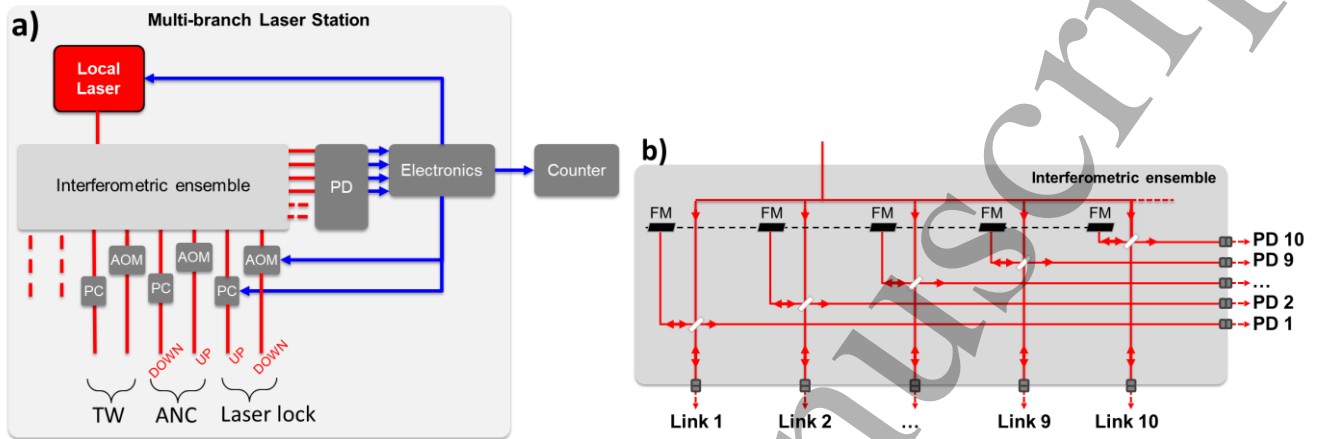 a)
Multi-branch Laser Station
Local
Laser
Interferometric ensemble
PD
Electronics
Counter
AOM
AOM
AOM
PC
PC
PC
DOWN
UP
UP
DOWN
TW
ANC
Laser lock
b)
Interferometric ensemble
FM
FM
FM
FM
FM
PD 10
PD 9
...
PD 2
PD 1
Link 1
Link 2
...
Link 9
Link 10